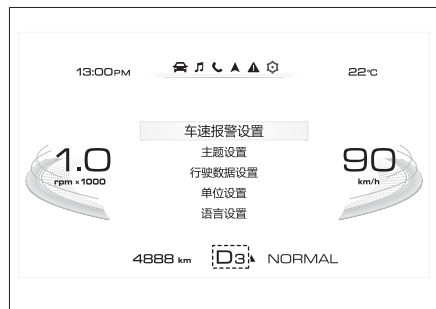 13:00PM 22℃
车速报警设置
主题设置
1.0 行驶数据设置 90
rpm×1000 单位设置 km/h
语言设置
4888 km D3 NORMAL